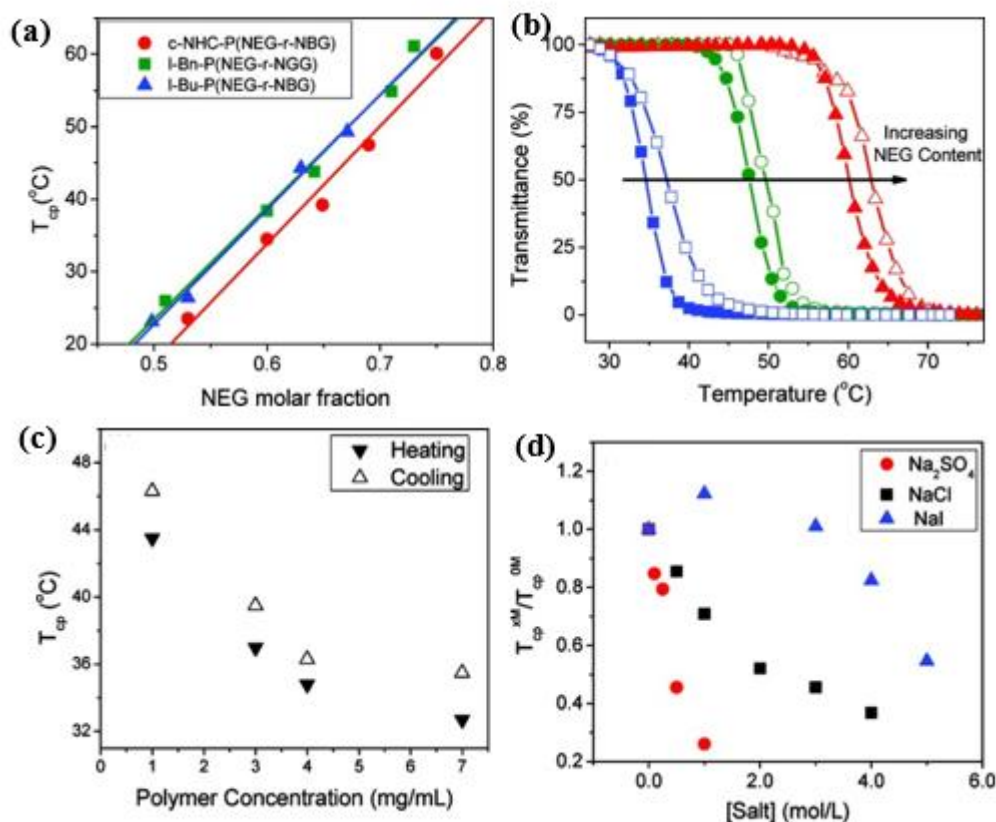 (a)
c-NHC-P(NEG-r-NBG)
l-Bn-P(NEG-r-NGG)
l-Bu-P(NEG-r-NBG)
60
50
40
30
20
T_cp (°C)
0.5 0.6 0.7 0.8
NEG molar fraction
(b)
100
75
50
25
0
Transmittance (%)
Increasing
NEG Content
30 40 50 60 70
Temperature (°C)
(c)
Heating
Cooling
48
44
40
36
32
T_cp (°C)
0 1 2 3 4 5 6 7
Polymer Concentration (mg/mL)
(d)
Na₂SO₄
NaCl
NaI
1.2
1.0
0.8
0.6
0.4
0.2
T_cp^xM/T_cp^0M
0.0 2.0 4.0
[Salt] (mol/L)